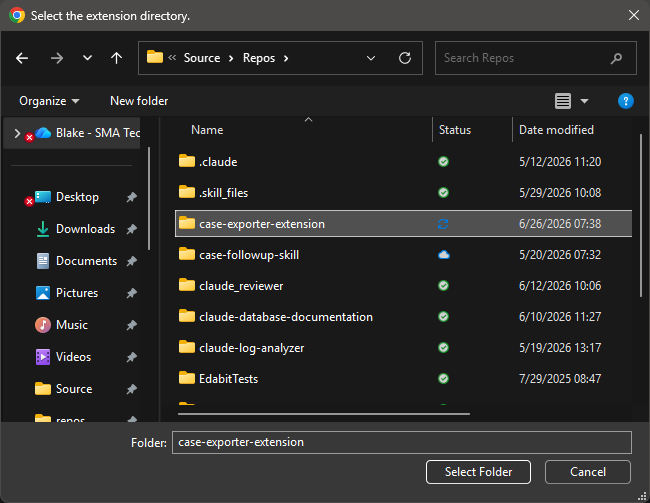 Select the extension directory.
« Source › Repos ›
Search Repos
Organize
New folder
Blake - SMA Tec
Desktop
Downloads
Documents
Pictures
Music
Videos
Source
repos
Name Status Date modified
.claude 5/12/2026 11:20
.skill_files 5/29/2026 10:08
case-exporter-extension 6/26/2026 07:38
case-followup-skill 5/20/2026 07:32
claude_reviewer 6/12/2026 10:06
claude-database-documentation 6/10/2026 11:27
claude-log-analyzer 5/19/2026 13:17
EdabitTests 7/29/2025 08:47
Folder: case-exporter-extension
Select Folder Cancel